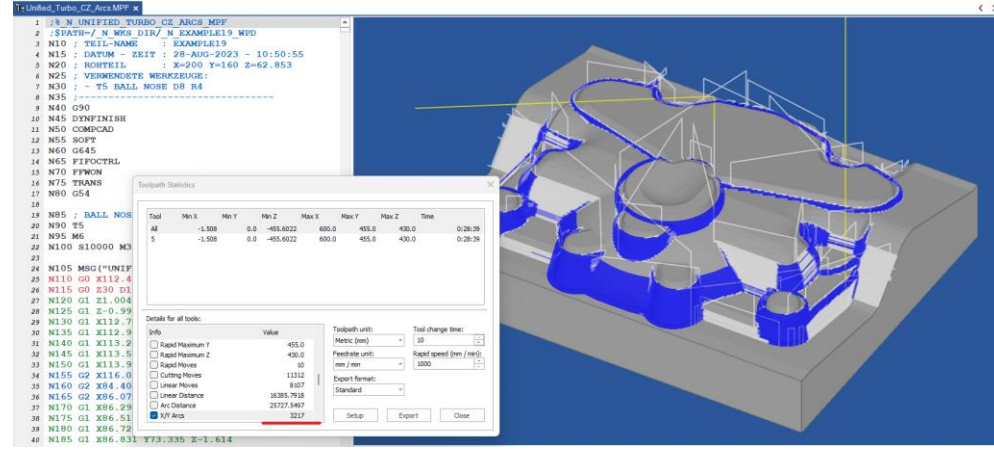 Unified_Turbo_CZ_Arcs.MPF ×
1 ;%_N_UNIFIED_TURBO_CZ_ARCS_MPF
2 ;$PATH=/_N_WKS_DIR/_N_EXAMPLE19_WPD
3 N10 ; TEIL-NAME : EXAMPLE19
4 N15 ; DATUM - ZEIT : 28-AUG-2023 - 10:50:55
5 N20 ; ROHTEIL : X=200 Y=160 Z=62.853
6 N25 ; VERWENDETE WERKZEUGE:
7 N30 ; - T5 BALL NOSE D8 R4
8 N35 ;---------------------------------
9 N40 G90
10 N45 DYNFINISH
11 N50 COMPCAD
12 N55 SOFT
13 N60 G645
14 N65 FIFOCTRL
15 N70 FFWON
16 N75 TRANS
17 N80 G54
18
19 N85 ; BALL NOS
20 N90 T5
21 N95 M6
22 N100 S10000 M3
23
24 N105 MSG("UNIF
25 N110 G0 X112.4
26 N115 G0 Z30 D1
27 N120 G1 Z1.004
28 N125 G1 Z-0.99
29 N130 G1 X112.7
30 N135 G1 X112.9
31 N140 G1 X113.2
32 N145 G1 X113.5
33 N150 G1 X113.9
34 N155 G2 X116.0
35 N160 G2 X84.40
36 N165 G2 X86.07
37 N170 G1 X86.29
38 N175 G1 X86.51
39 N180 G1 X86.72
40 N185 G1 X86.831 Y73.335 Z-1.614
Toolpath Statistics
Tool Min X Min Y Min Z Max X Max Y Max Z Time
All -1.508 0.0 -455.6022 600.0 455.0 430.0 0:28:39
5 -1.508 0.0 -455.6022 600.0 455.0 430.0 0:28:39
Details for all tools:
Info Value
Rapid Maximum Y 455.0
Rapid Maximum Z 430.0
Rapid Moves 10
Cutting Moves 11312
Linear Moves 8107
Linear Distance 16385.7918
Arc Distance 25727.5497
X/Y Arcs 3217
Toolpath unit: Tool change time:
Metric (mm) 10
Feedrate unit: Rapid speed (mm / min):
mm / min 1000
Export format:
Standard
Setup Export Close